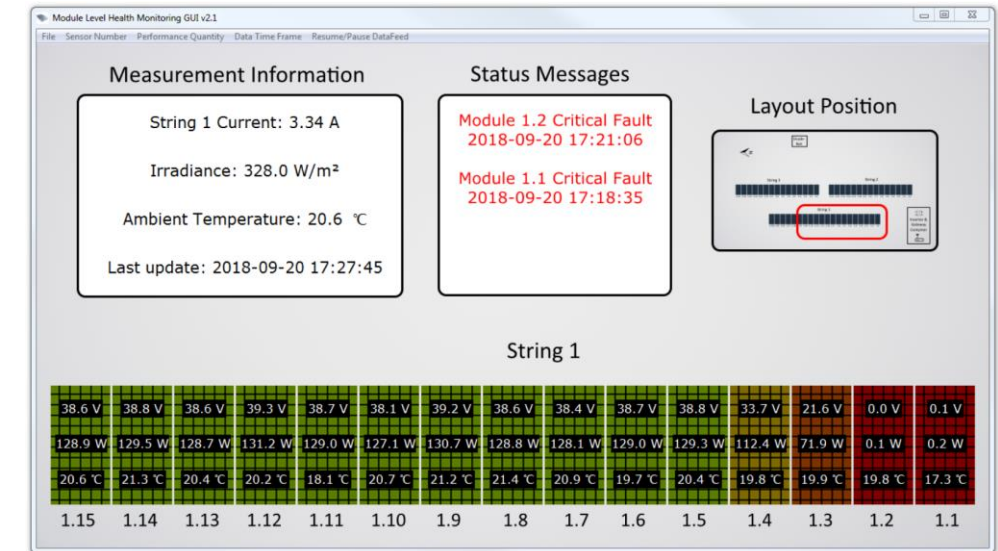 Module Level Health Monitoring GUI v2.1
File Sensor Number Performance Quantity Data Time Frame Resume/Pause DataFeed
Measurement Information
String 1 Current: 3.34 A
Irradiance: 328.0 W/m²
Ambient Temperature: 20.6 ℃
Last update: 2018-09-20 17:27:45
Status Messages
Module 1.2 Critical Fault
2018-09-20 17:21:06
Module 1.1 Critical Fault
2018-09-20 17:18:35
Layout Position
String 1
38.6 V 38.8 V 38.6 V 39.3 V 38.7 V 38.1 V 39.2 V 38.6 V 38.4 V 38.7 V 38.8 V 33.7 V 21.6 V 0.0 V 0.1 V
128.9 W 129.5 W 128.7 W 131.2 W 129.0 W 127.1 W 130.7 W 128.8 W 128.1 W 129.0 W 129.3 W 112.4 W 71.9 W 0.1 W 0.2 W
20.6 ℃ 21.3 ℃ 20.4 ℃ 20.2 ℃ 18.1 ℃ 20.7 ℃ 21.2 ℃ 21.4 ℃ 20.9 ℃ 19.7 ℃ 20.4 ℃ 19.8 ℃ 19.9 ℃ 19.8 ℃ 17.3 ℃
1.15 1.14 1.13 1.12 1.11 1.10 1.9 1.8 1.7 1.6 1.5 1.4 1.3 1.2 1.1